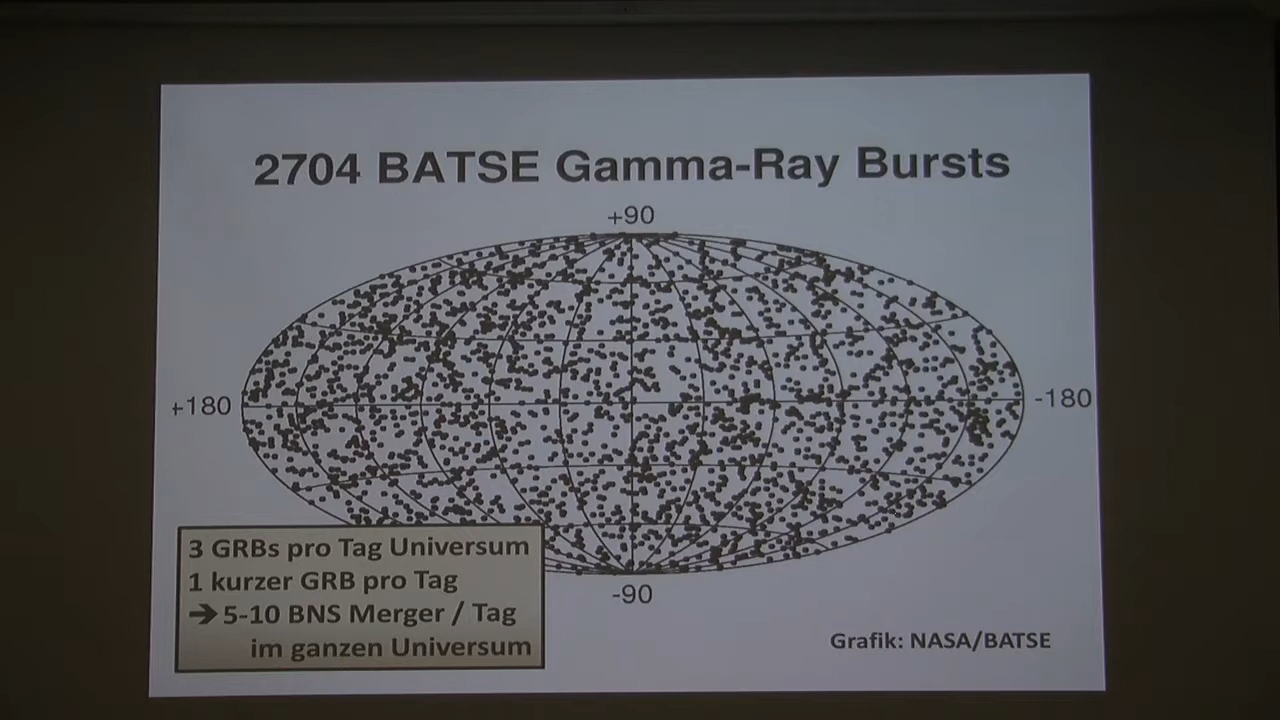 2704 BATSE Gamma-Ray Bursts
+90
+180
-180
-90
3 GRBs pro Tag Universum
1 kurzer GRB pro Tag
➔ 5-10 BNS Merger / Tag
im ganzen Universum
Grafik: NASA/BATSE